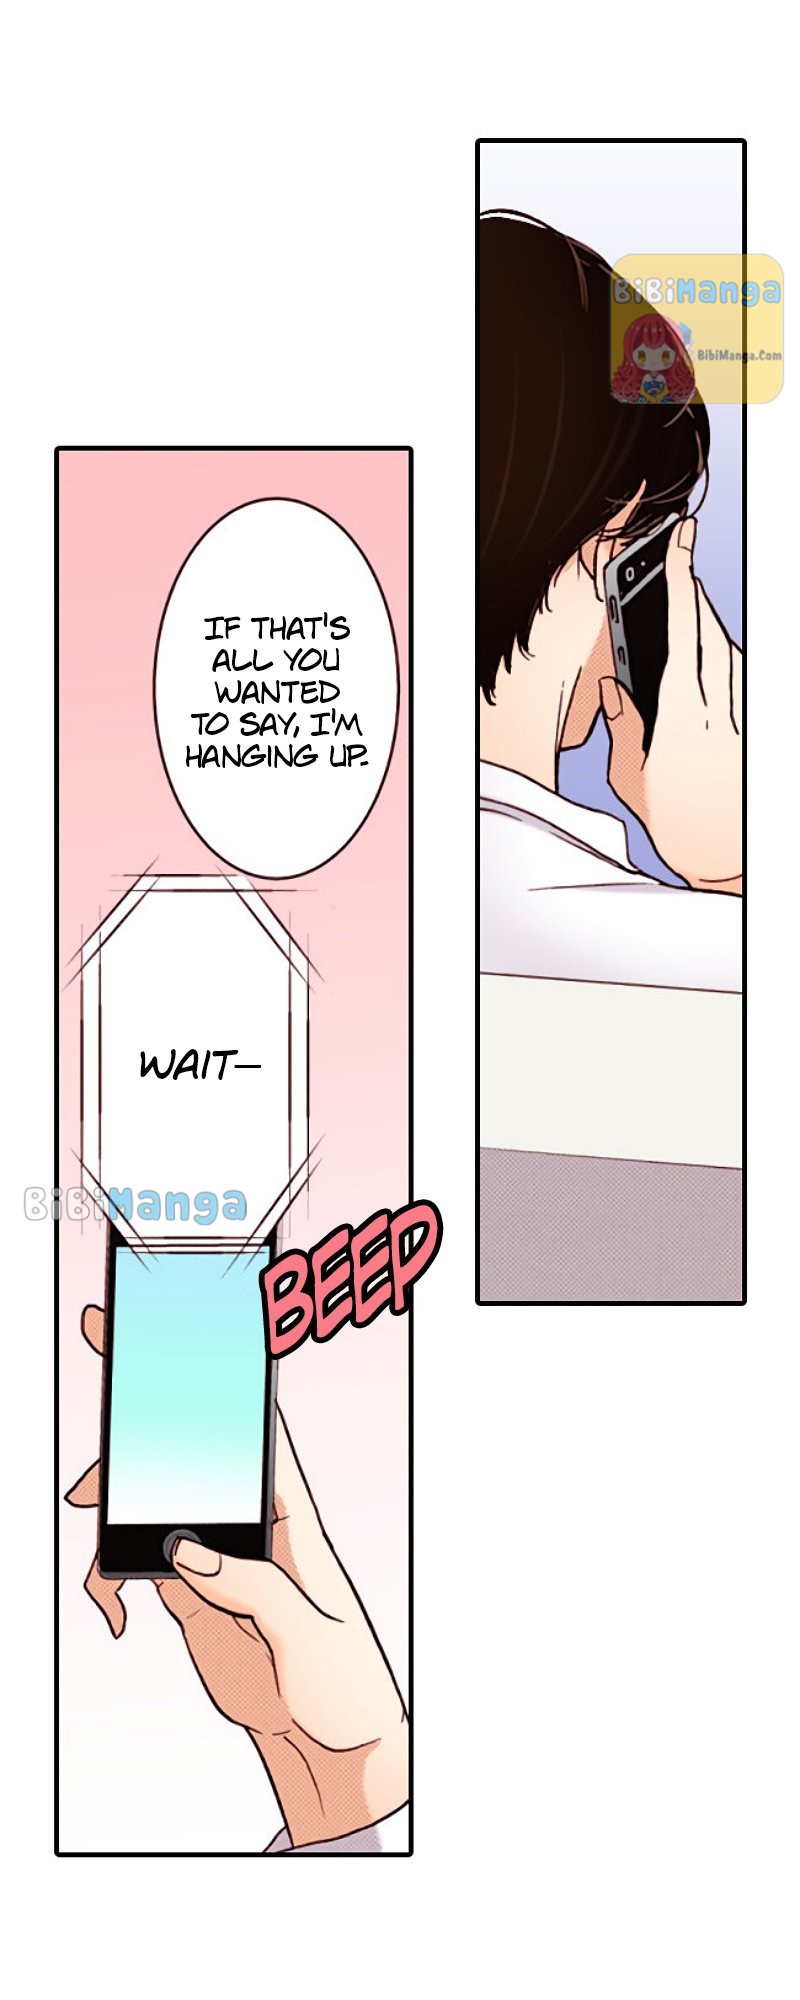 BiBiManga
BibiManga.Com
IF THAT'S
ALL YOU
WANTED
TO SAY, I'M
HANGING UP.
WAIT—
BiBiManga
BEEP